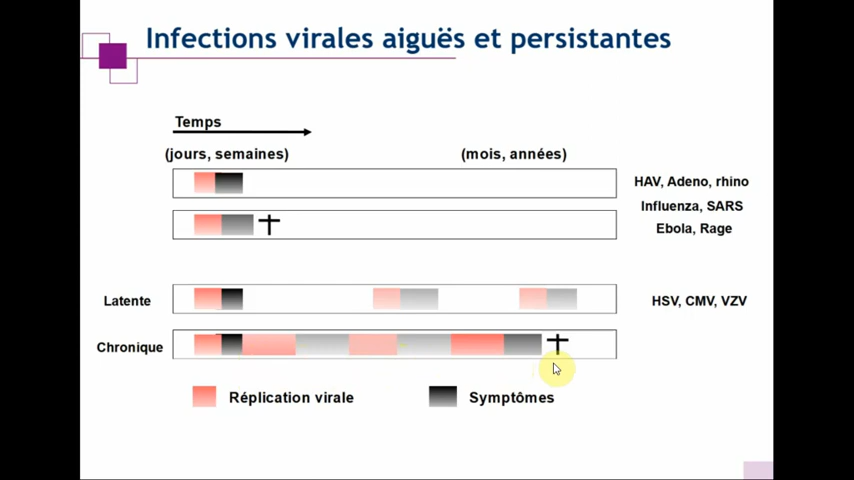 Infections virales aiguës et persistantes
Temps
(jours, semaines)
(mois, années)
HAV, Adeno, rhino
Influenza, SARS
Ebola, Rage
Latente
HSV, CMV, VZV
Chronique
Réplication virale
Symptômes